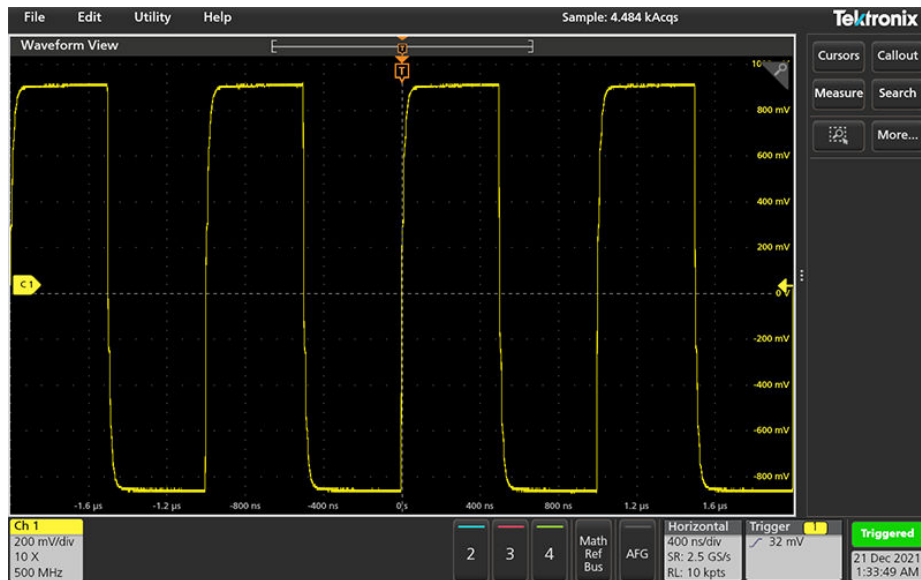 File Edit Utility Help Sample: 4.484 kAcqs Tektronix
Waveform View
T
T
Cursors Callout
Measure Search
More...
800 mV
600 mV
400 mV
200 mV
C 1
0 V
-200 mV
-400 mV
-600 mV
-800 mV
-1.6 µs -1.2 µs -800 ns -400 ns 0 s 400 ns 800 ns 1.2 µs 1.6 µs
Ch 1
200 mV/div
10 X
500 MHz
2 3 4
Math
Ref
Bus
AFG
Horizontal
400 ns/div
SR: 2.5 GS/s
RL: 10 kpts
Trigger 1
32 mV
Triggered
21 Dec 2021
1:33:49 AM